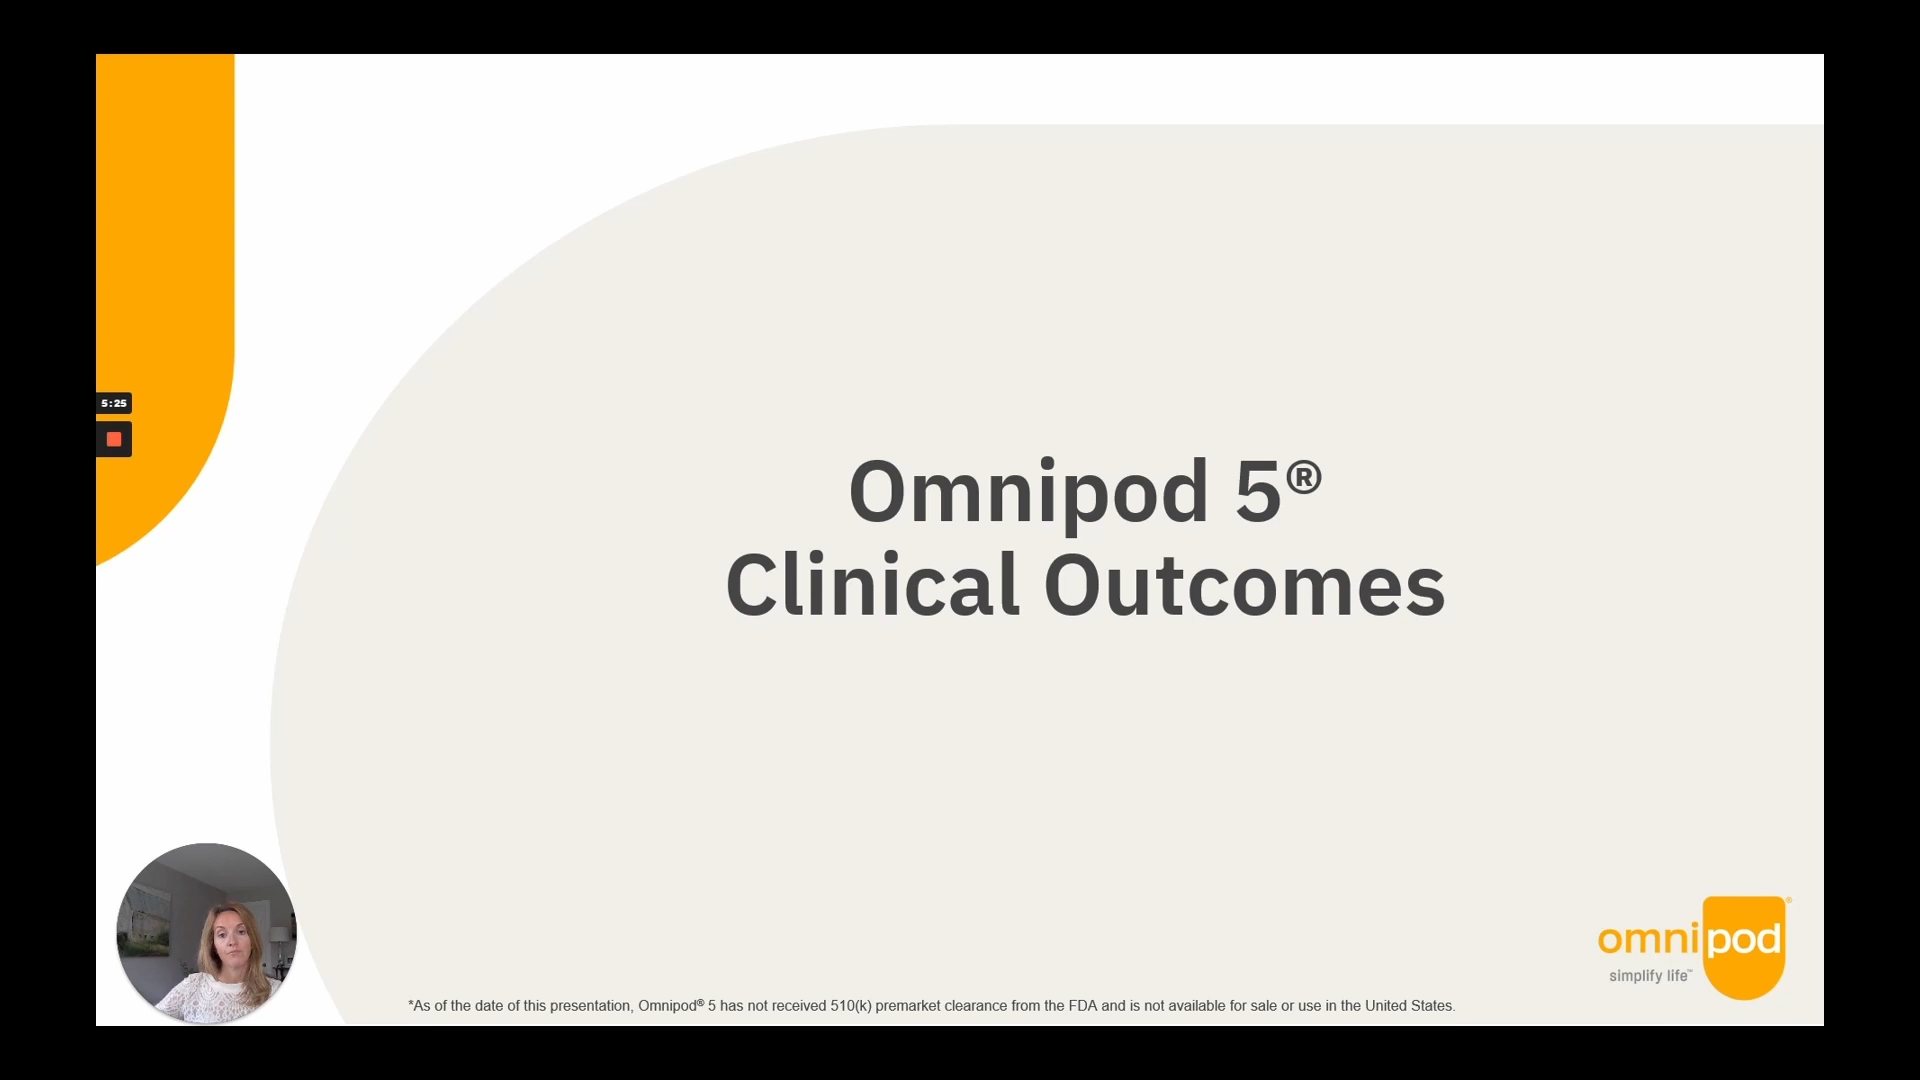 5:25
Omnipod 5®
Clinical Outcomes
omnipod®
simplify life™
*As of the date of this presentation, Omnipod® 5 has not received 510(k) premarket clearance from the FDA and is not available for sale or use in the United States.